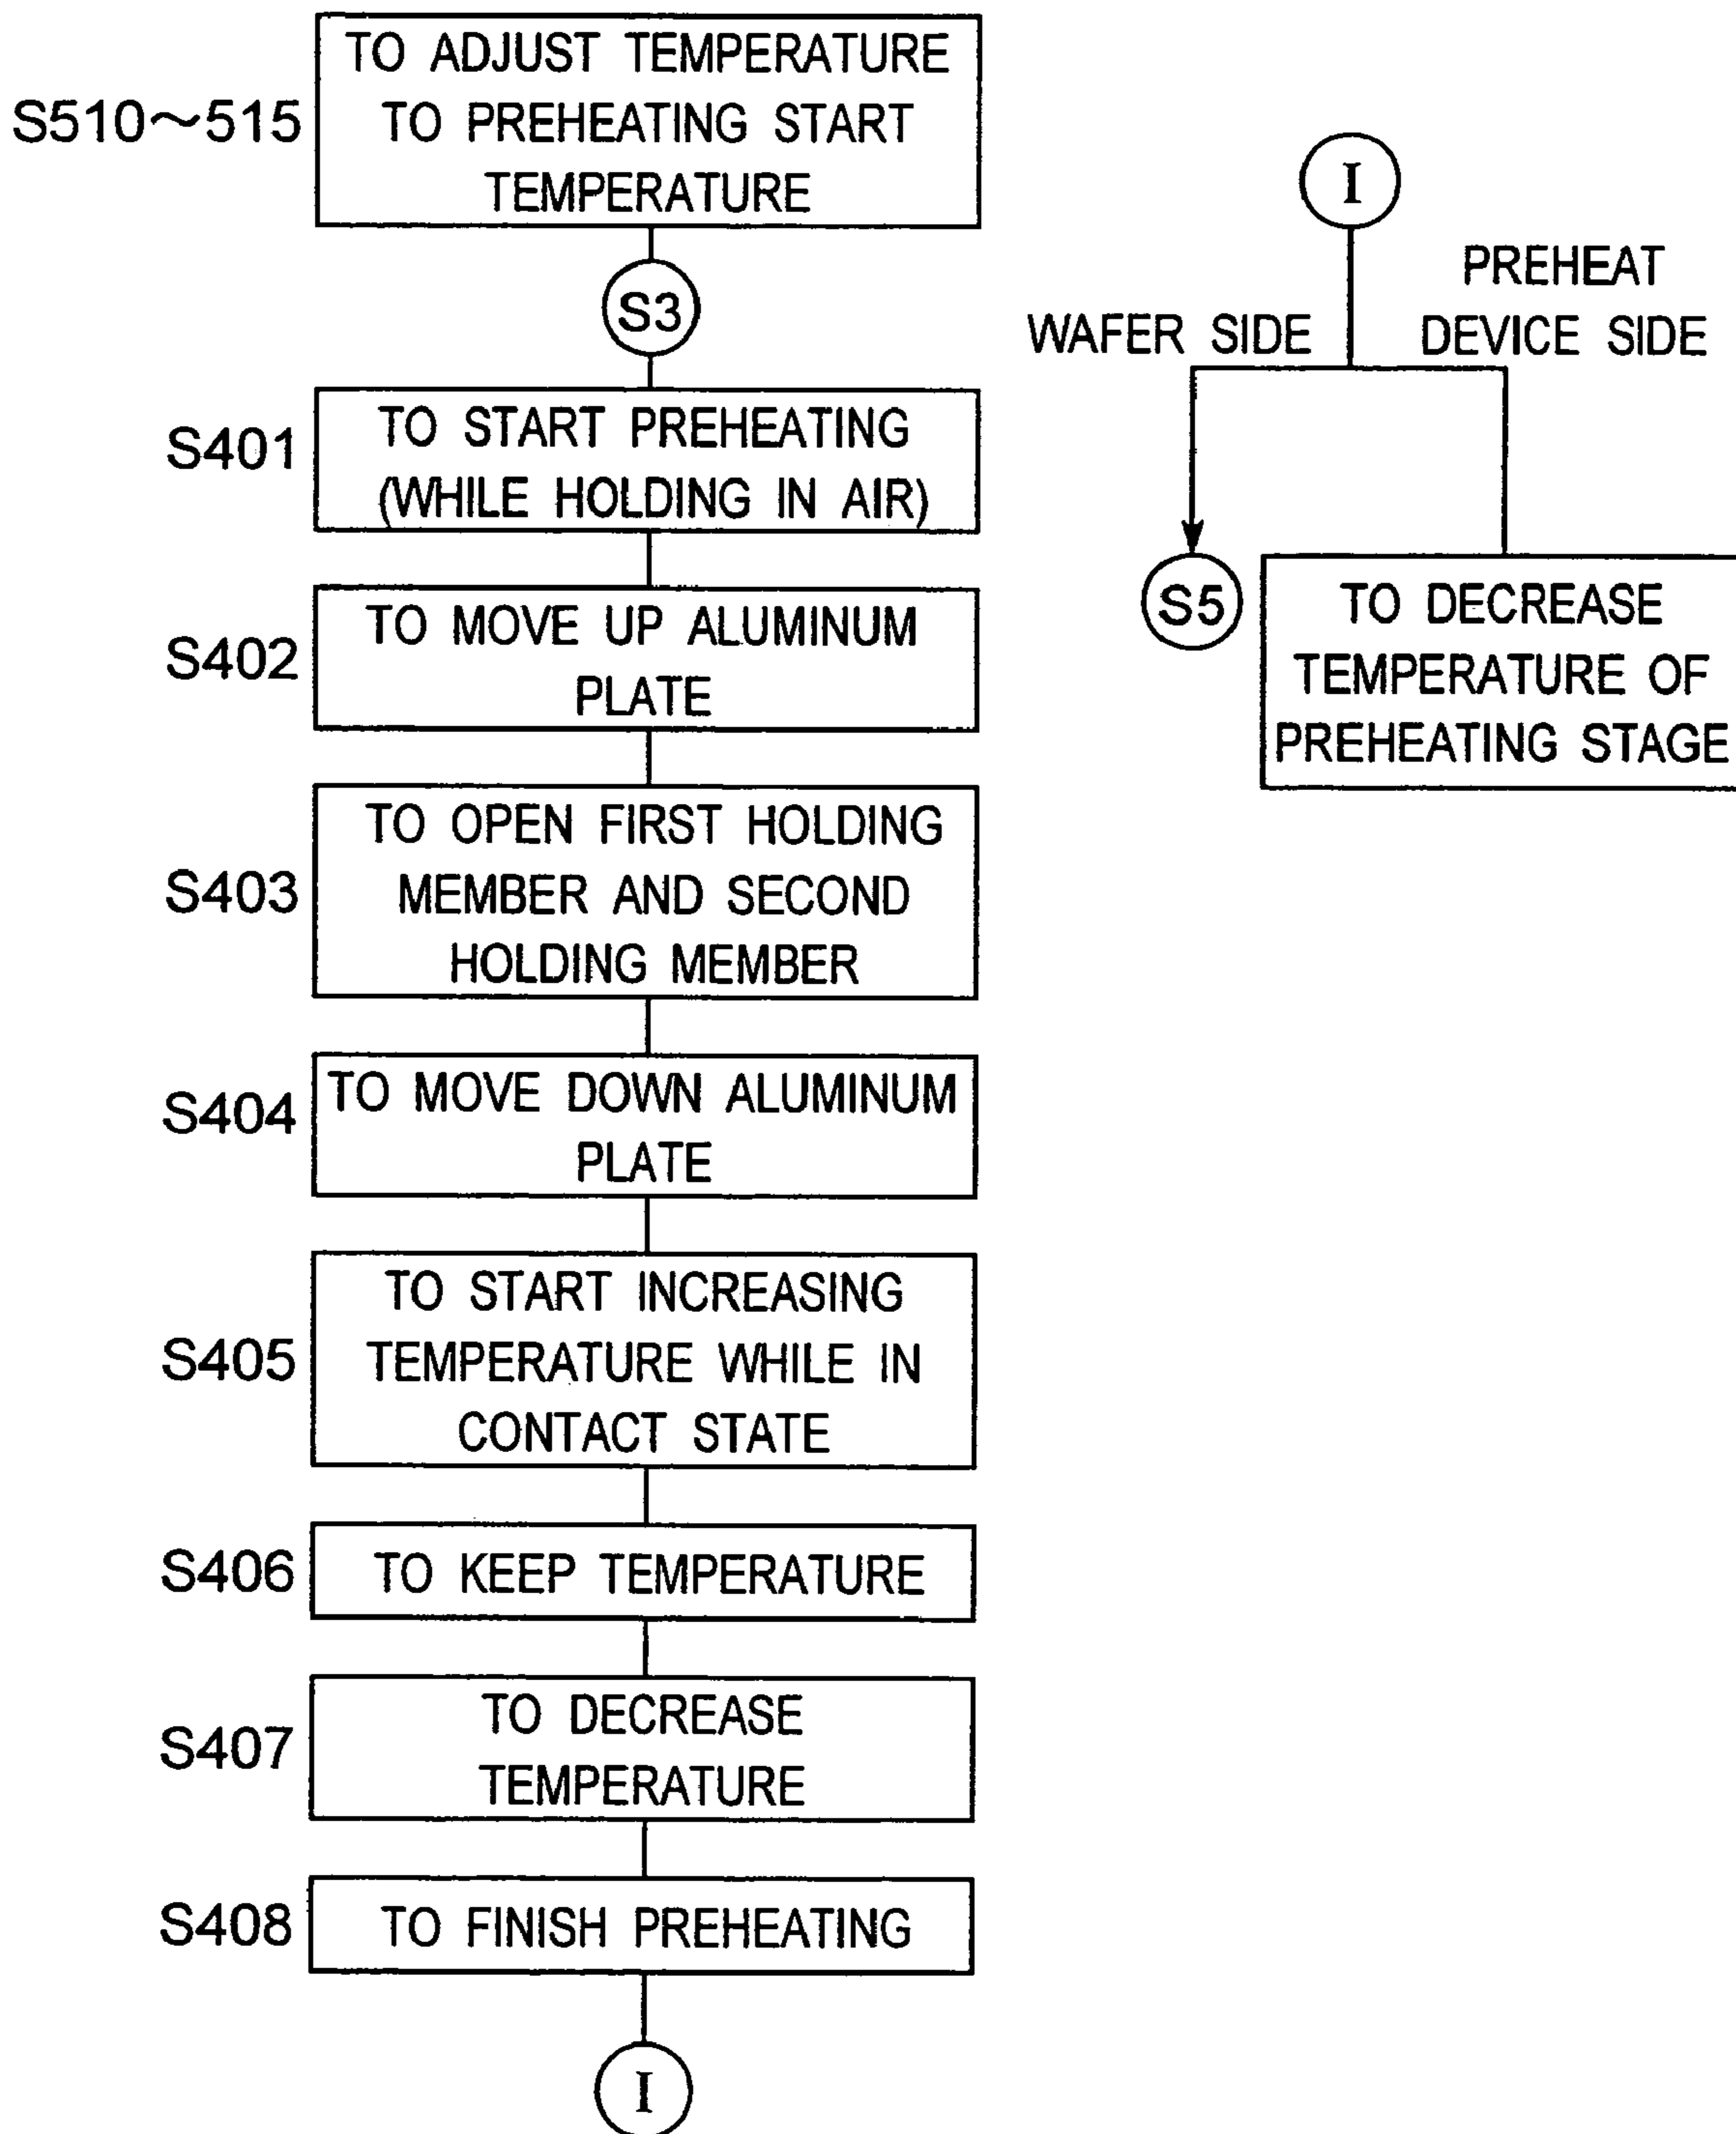 S510～515
TO ADJUST TEMPERATURE
TO PREHEATING START
TEMPERATURE
S3
S401
TO START PREHEATING
(WHILE HOLDING IN AIR)
S402
TO MOVE UP ALUMINUM
PLATE
S403
TO OPEN FIRST HOLDING
MEMBER AND SECOND
HOLDING MEMBER
S404
TO MOVE DOWN ALUMINUM
PLATE
S405
TO START INCREASING
TEMPERATURE WHILE IN
CONTACT STATE
S406
TO KEEP TEMPERATURE
S407
TO DECREASE
TEMPERATURE
S408
TO FINISH PREHEATING
I
I
WAFER SIDE
PREHEAT
DEVICE SIDE
S5
TO DECREASE
TEMPERATURE OF
PREHEATING STAGE